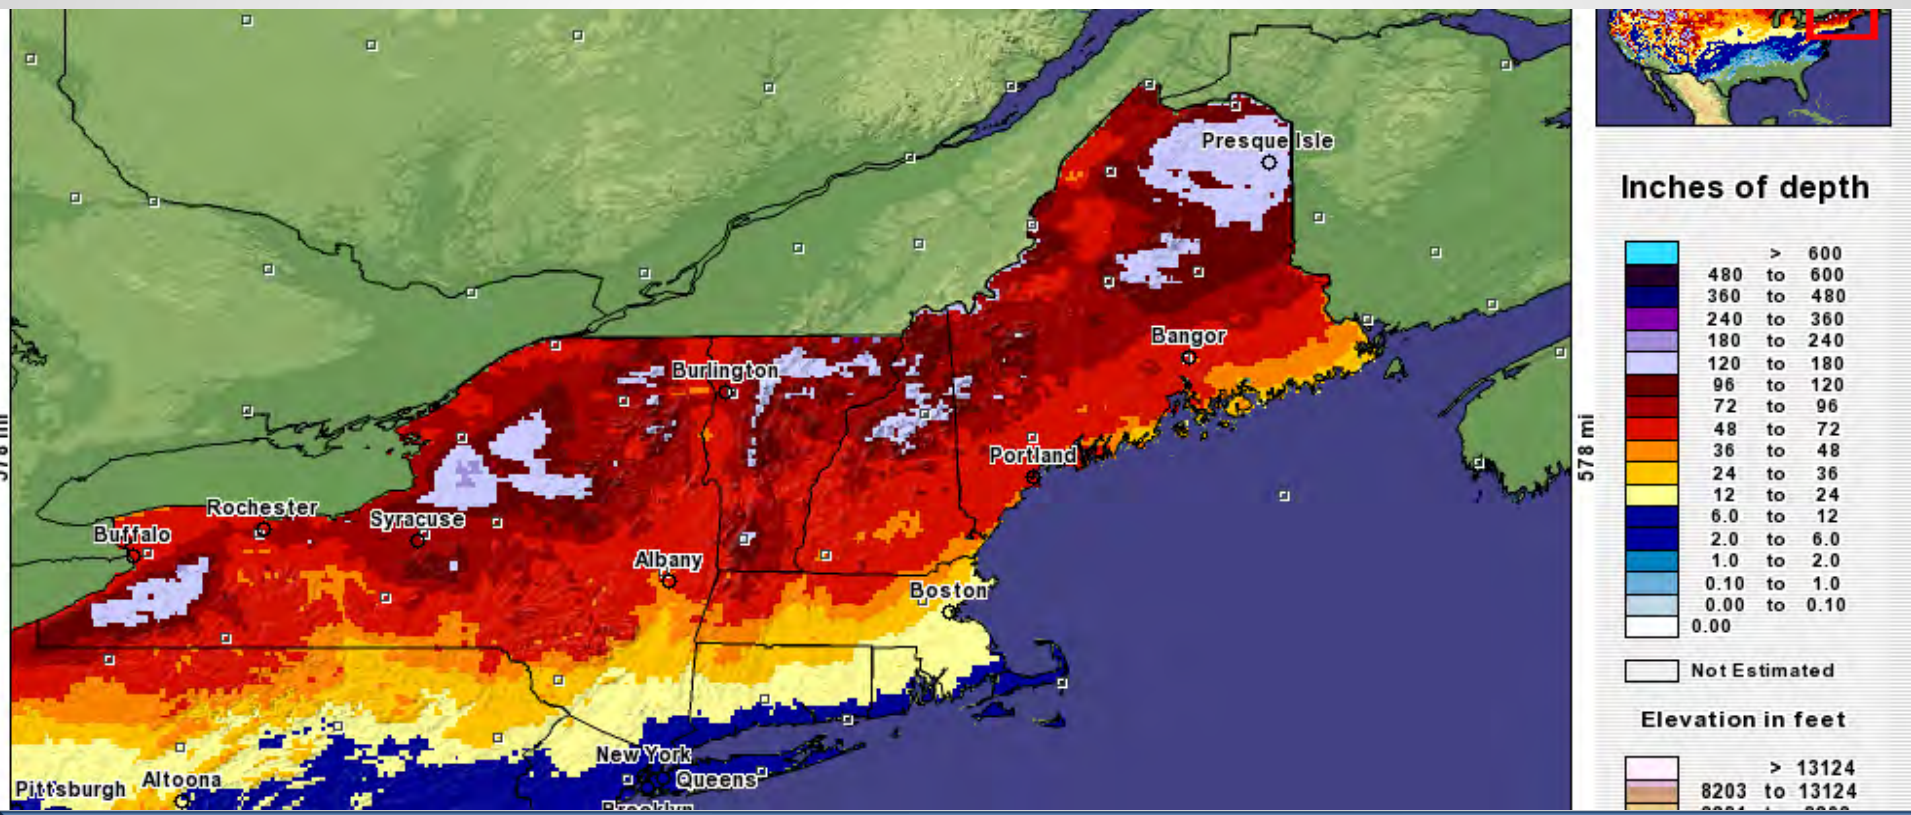 Presque Isle
Bangor
Burlington
Portland
Rochester
Syracuse
Buffalo
Albany
Boston
New York
Queens
Altoona
Pittsburgh
Brooklyn
578 mi
578 mi
Inches of depth
> 600
480 to 600
360 to 480
240 to 360
180 to 240
120 to 180
96 to 120
72 to 96
48 to 72
36 to 48
24 to 36
12 to 24
6.0 to 12
2.0 to 6.0
1.0 to 2.0
0.10 to 1.0
0.00 to 0.10
0.00
Not Estimated
Elevation in feet
> 13124
8203 to 13124